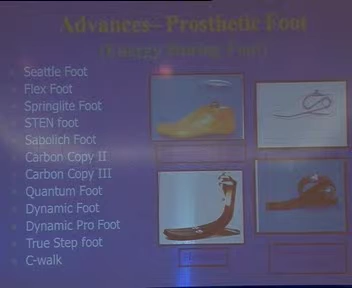 Advances- Prosthetic Foot
(Energy Storing Foot)
Seattle Foot
Flex Foot
Springlite Foot
STEN foot
Sabolich Foot
Carbon Copy II
Carbon Copy III
Quantum Foot
Dynamic Foot
Dynamic Pro Foot
True Step foot
C-walk